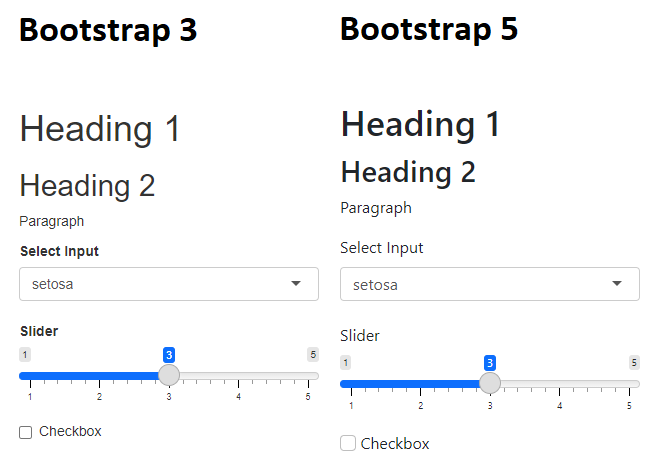 Bootstrap 3
Heading 1
Heading 2
Paragraph
Select Input
setosa
Slider
1 3 5
1 2 3 4 5
Checkbox
Bootstrap 5
Heading 1
Heading 2
Paragraph
Select Input
setosa
Slider
1 3 5
1 2 3 4 5
Checkbox